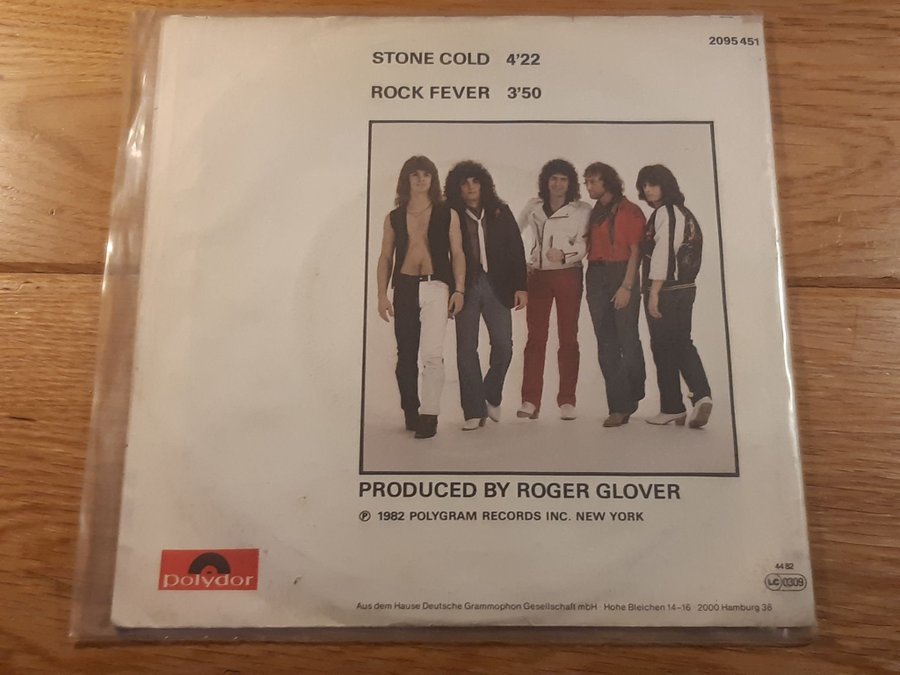 2095 451
STONE COLD 4'22
ROCK FEVER 3'50
PRODUCED BY ROGER GLOVER
℗ 1982 POLYGRAM RECORDS INC. NEW YORK
polydor
44 82
LC 0309
Aus dem Hause Deutsche Grammophon Gesellschaft mbH Hohe Bleichen 14–16 2000 Hamburg 36